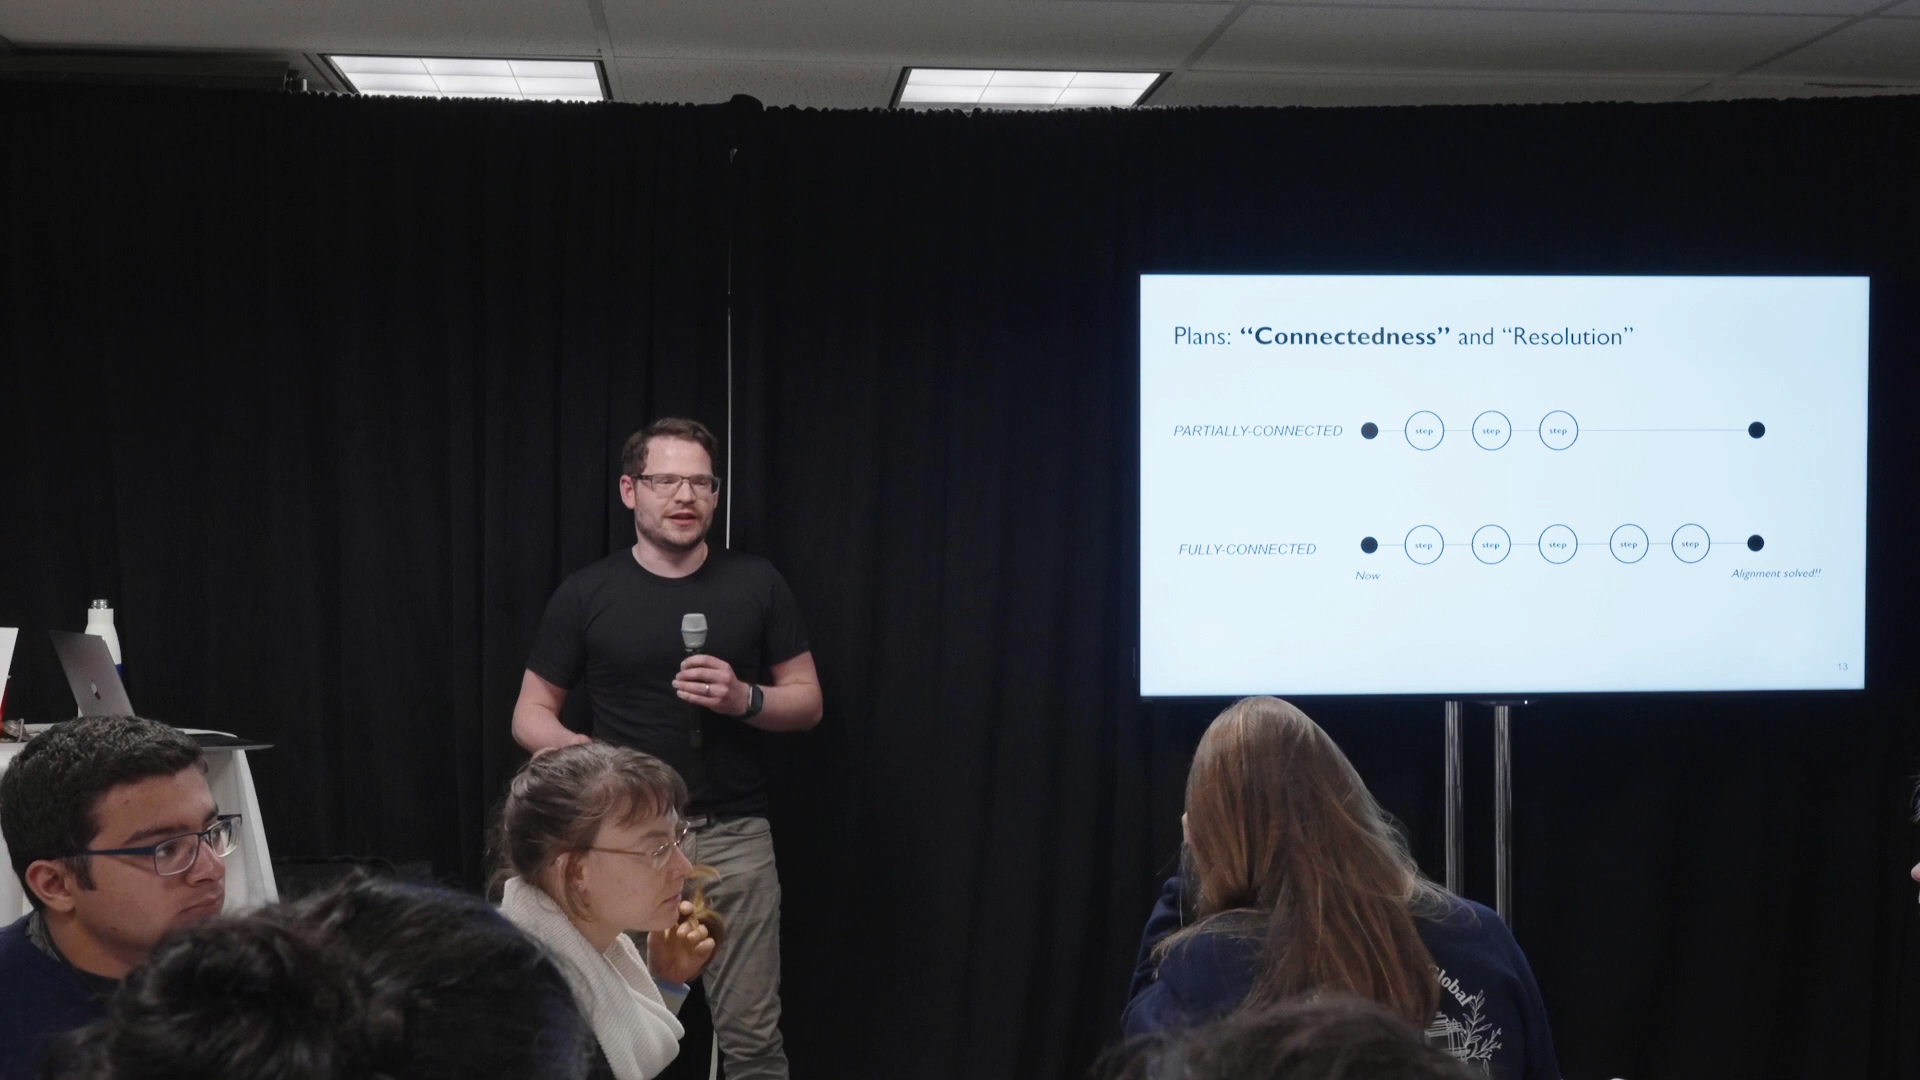 Plans: “Connectedness” and “Resolution”
PARTIALLY-CONNECTED step step step
FULLY-CONNECTED step step step step step
Now Alignment solved!!
13